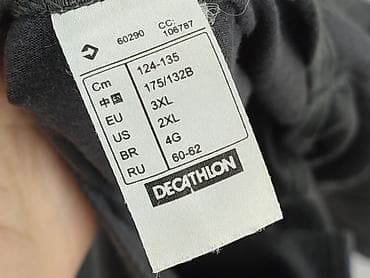 60290 CC: 106787
Cm 124-135
中国 175/132B
EU 3XL
US 2XL
BR 4G
RU 60-62
DECATHLON